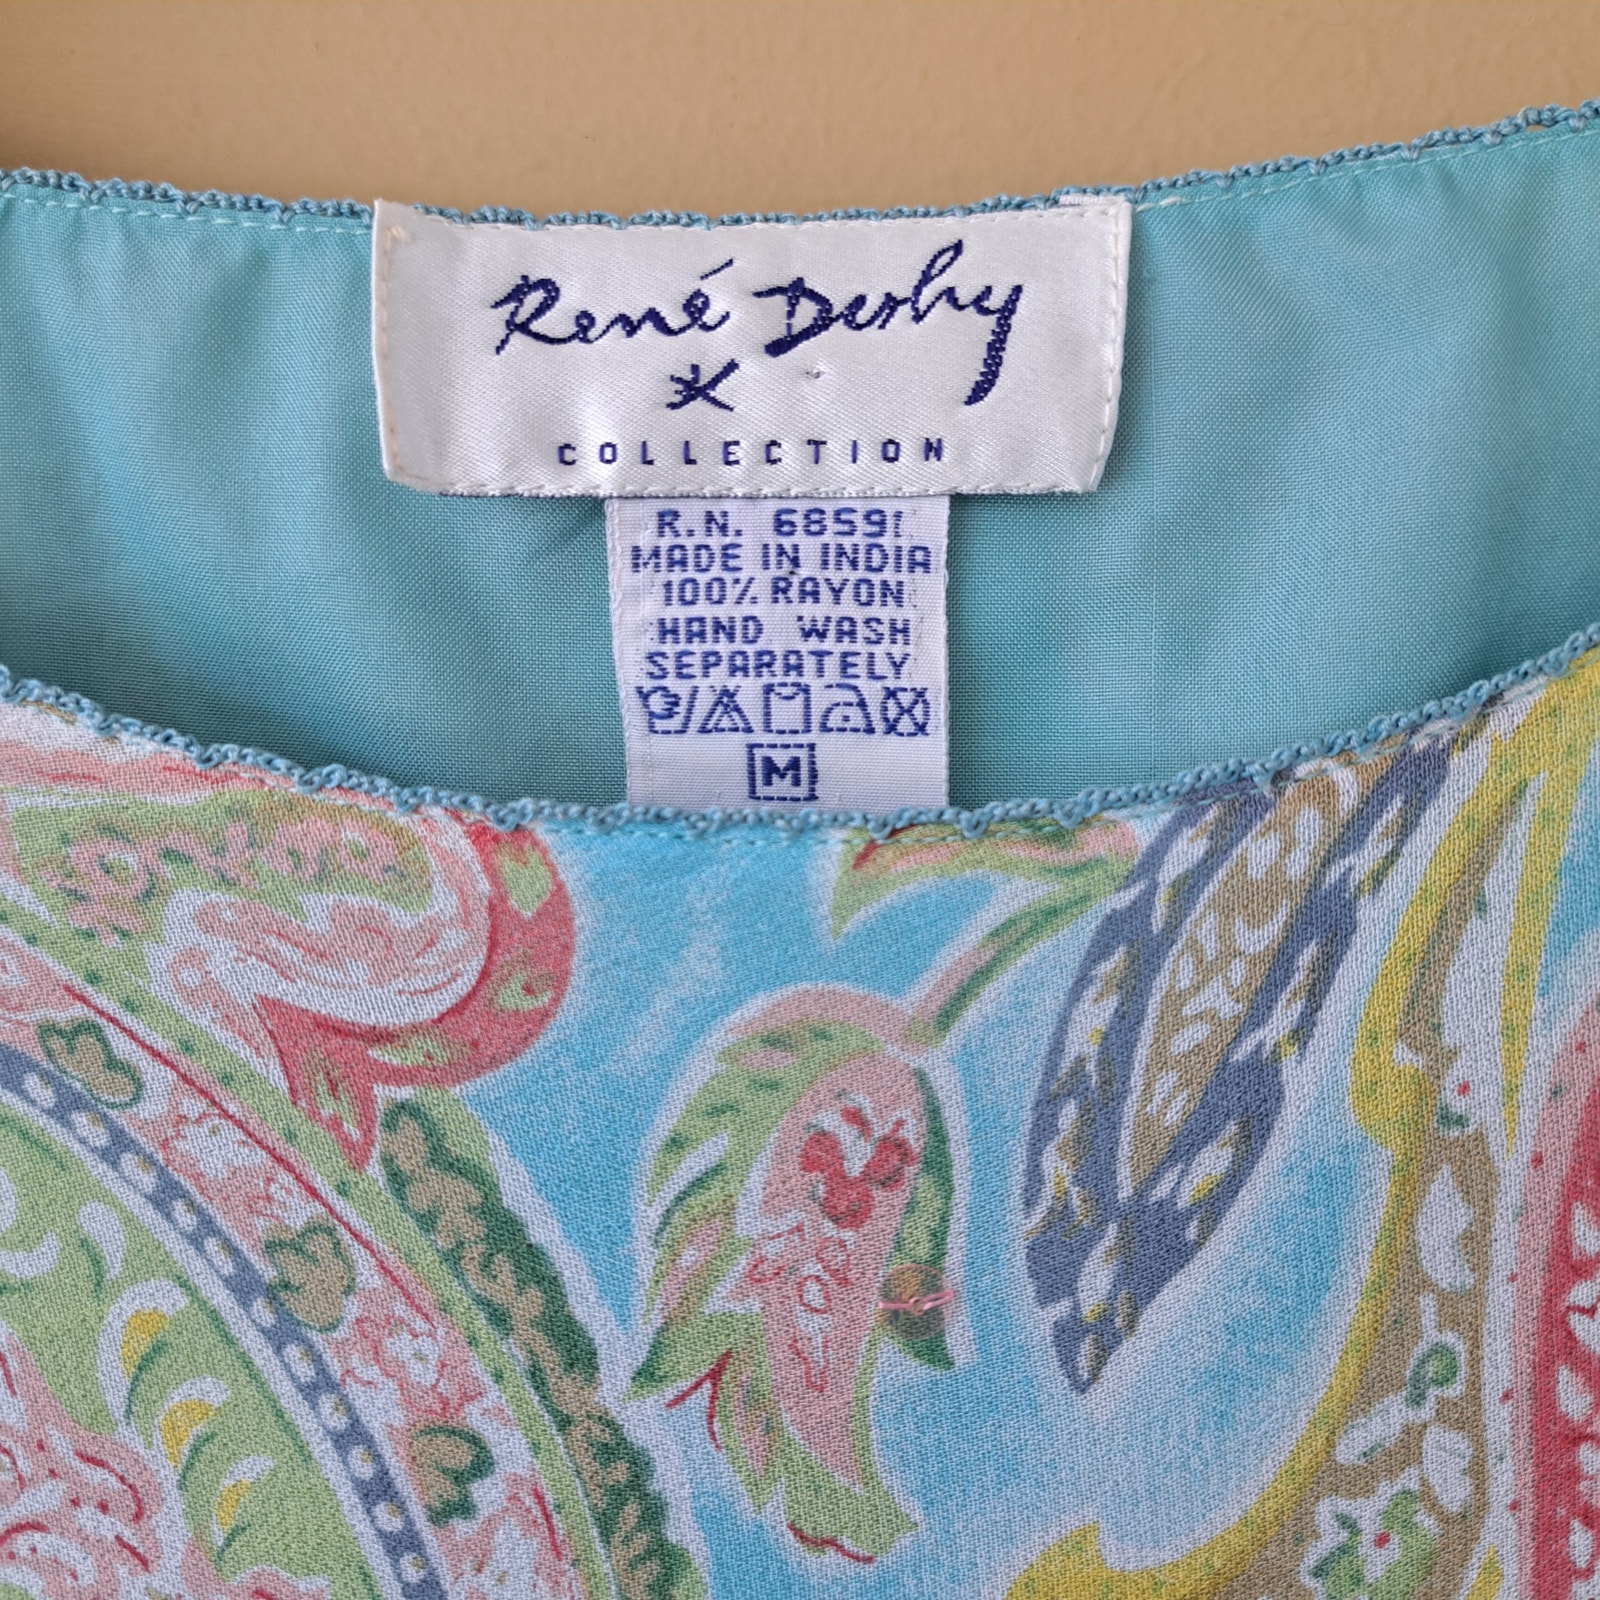 René Derhy
COLLECTION
R.N. 68591
MADE IN INDIA
100% RAYON
HAND WASH
SEPARATELY
M